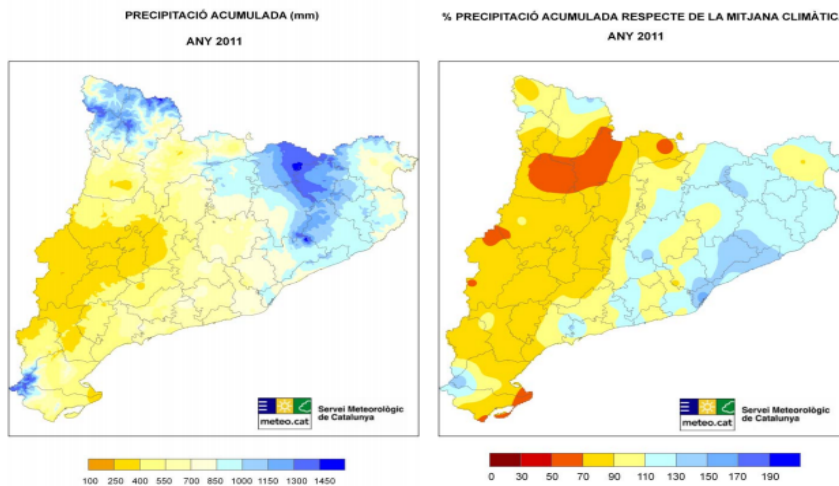 PRECIPITACIÓ ACUMULADA (mm)
ANY 2011
% PRECIPITACIÓ ACUMULADA RESPECTE DE LA MITJANA CLIMÀTIC
ANY 2011
meteo.cat
Servei Meteorològic
de Catalunya
meteo.cat
Servei Meteorològic
de Catalunya
100 250 400 550 700 850 1000 1150 1300 1450
0 30 50 70 90 110 130 150 170 190